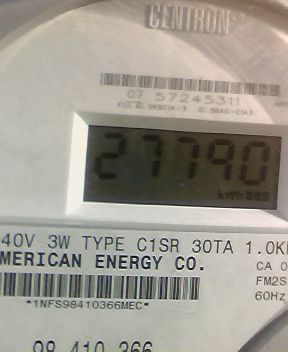 CENTRON
07 57245311
27790
kWh
40V 3W TYPE C1SR 30TA 1.0K
MERICAN ENERGY CO.
CA 0
FM2S
60Hz
*1NFS98410366MEC*
98 410 366